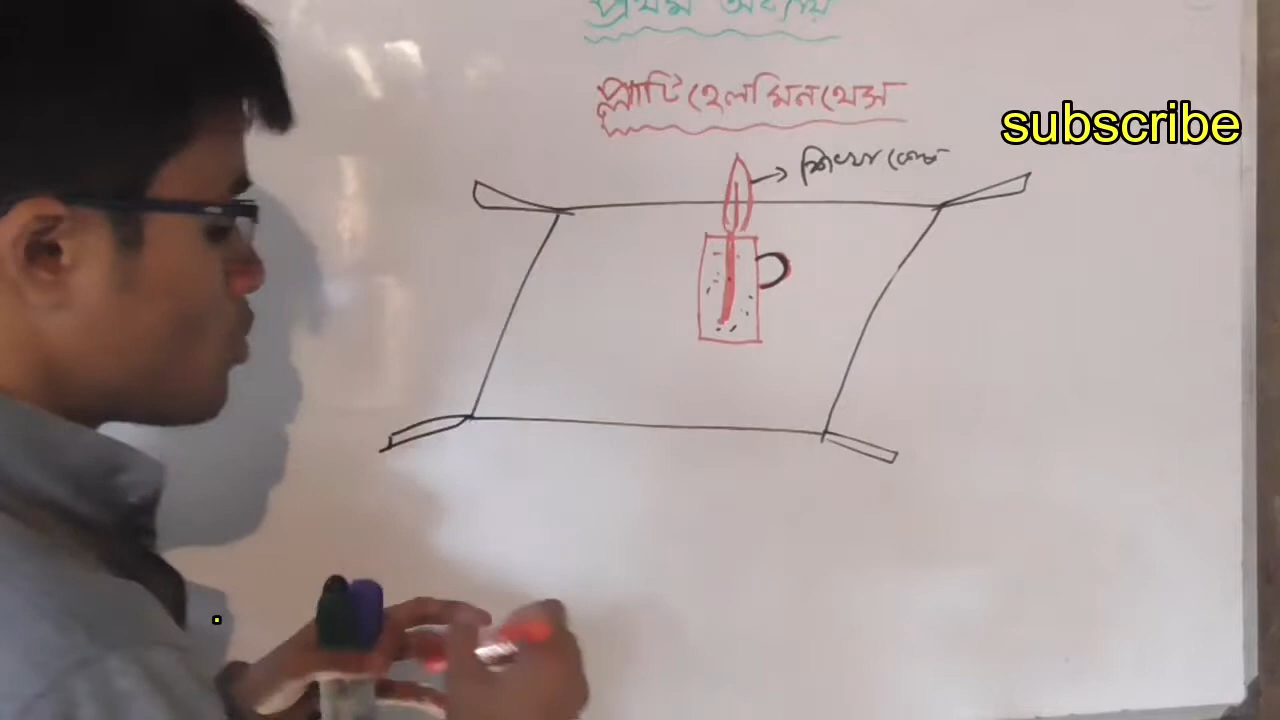 প্রথম অধ্যায়
প্লাটিহেলমিনথেস
subscribe
শিখা কোষ